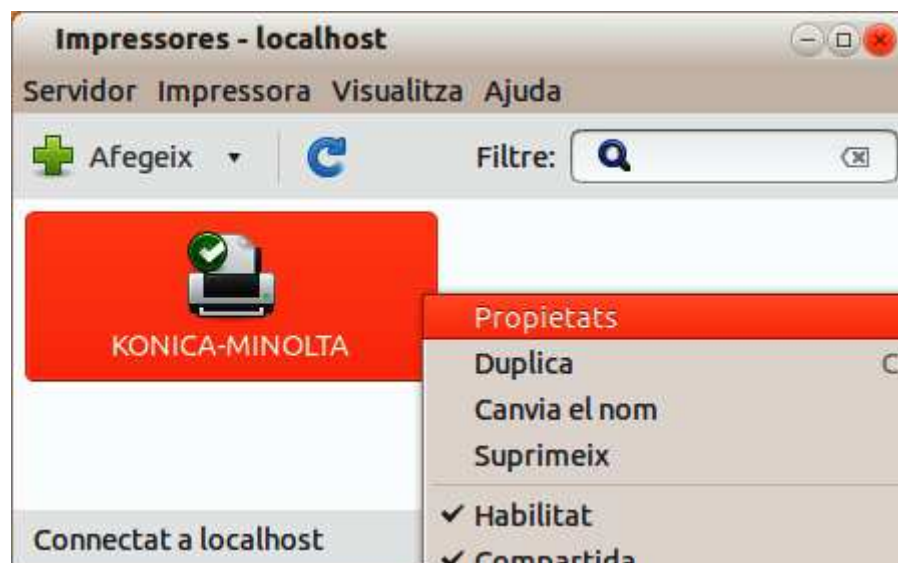 Impressores - localhost
Servidor Impressora Visualitza Ajuda
Afegeix Filtre:
KONICA-MINOLTA
Propietats
Duplica C
Canvia el nom
Suprimeix
Habilitat
Compartida
Connectat a localhost